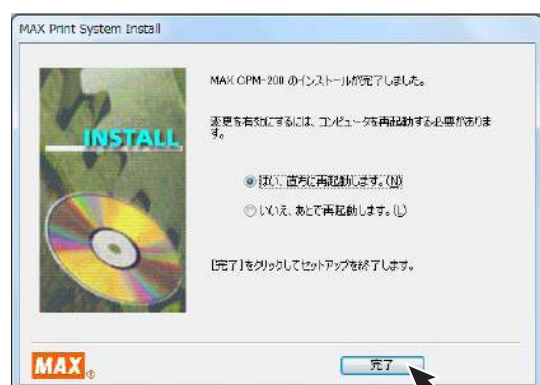 MAX Print System Install
INSTALL
MAX CPM-200 のインストールが完了しました。
変更を有効にするには、コンピュータを再起動する必要がありま
す。
はい、直ちに再起動します。(N)
いいえ、あとで再起動します。(L)
[完了]をクリックしてセットアップを終了します。
MAX®
完了